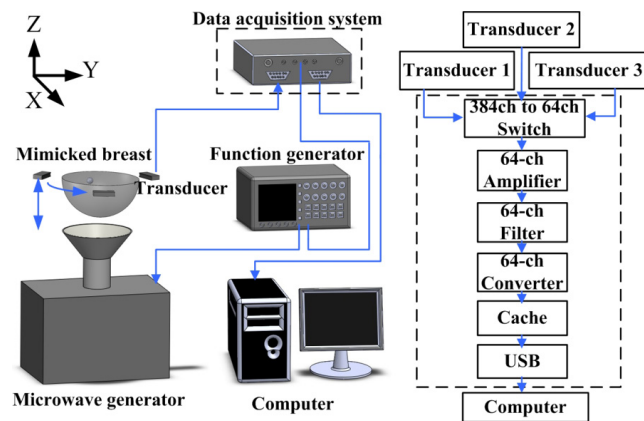 Data acquisition system
Z
Y
X
Mimicked breast
Transducer
Function generator
Microwave generator
Computer
Transducer 2
Transducer 1
Transducer 3
384ch to 64ch
Switch
64-ch
Amplifier
64-ch
Filter
64-ch
Converter
Cache
USB
Computer